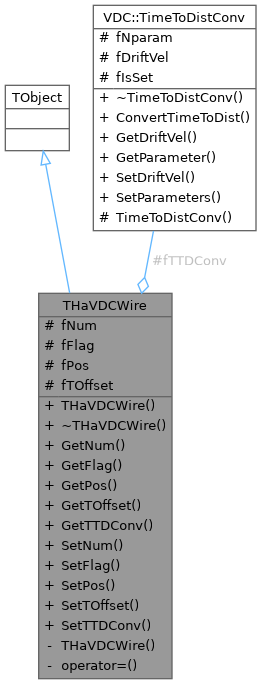 VDC::TimeToDistConv
# fNparam
# fDriftVel
# fIsSet
+ ~TimeToDistConv()
+ ConvertTimeToDist()
+ GetDriftVel()
+ GetParameter()
+ SetDriftVel()
+ SetParameters()
# TimeToDistConv()
TObject
#fTTDConv
THaVDCWire
# fNum
# fFlag
# fPos
# fTOffset
+ THaVDCWire()
+ ~THaVDCWire()
+ GetNum()
+ GetFlag()
+ GetPos()
+ GetTOffset()
+ GetTTDConv()
+ SetNum()
+ SetFlag()
+ SetPos()
+ SetTOffset()
+ SetTTDConv()
- THaVDCWire()
- operator=()